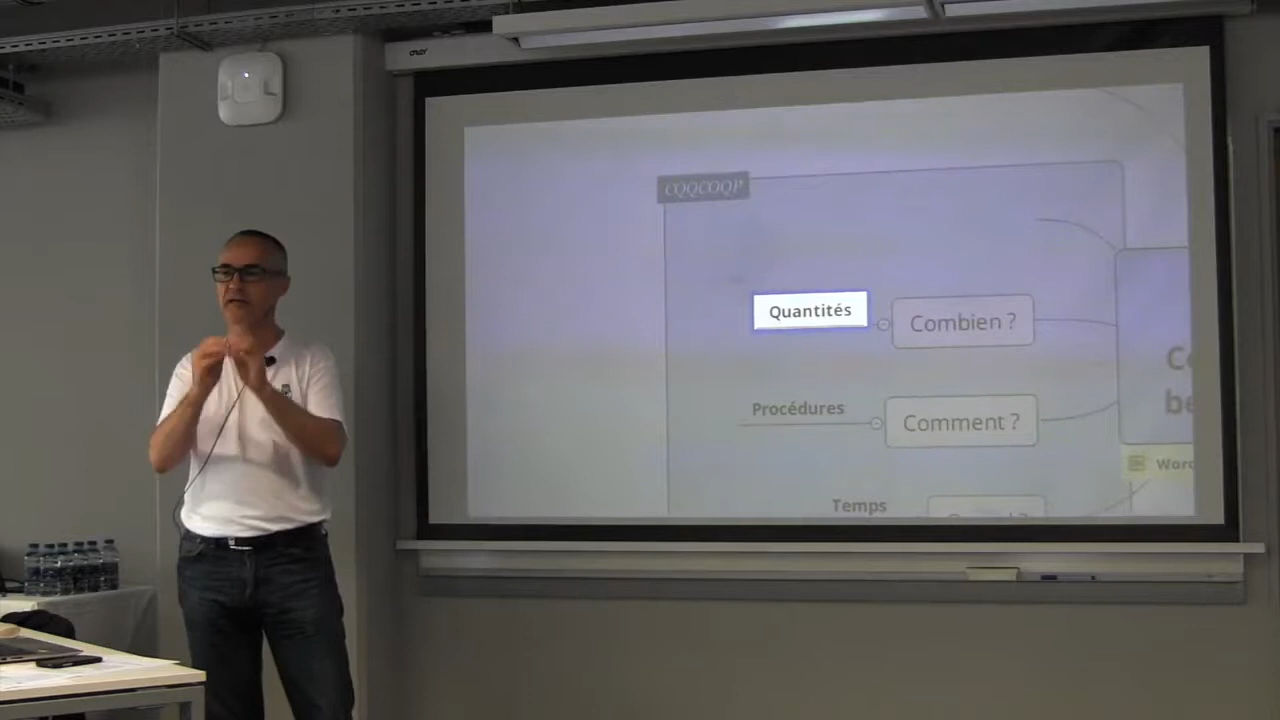 CQQCOQP
Quantités
Combien ?
Procédures
Comment ?
Temps